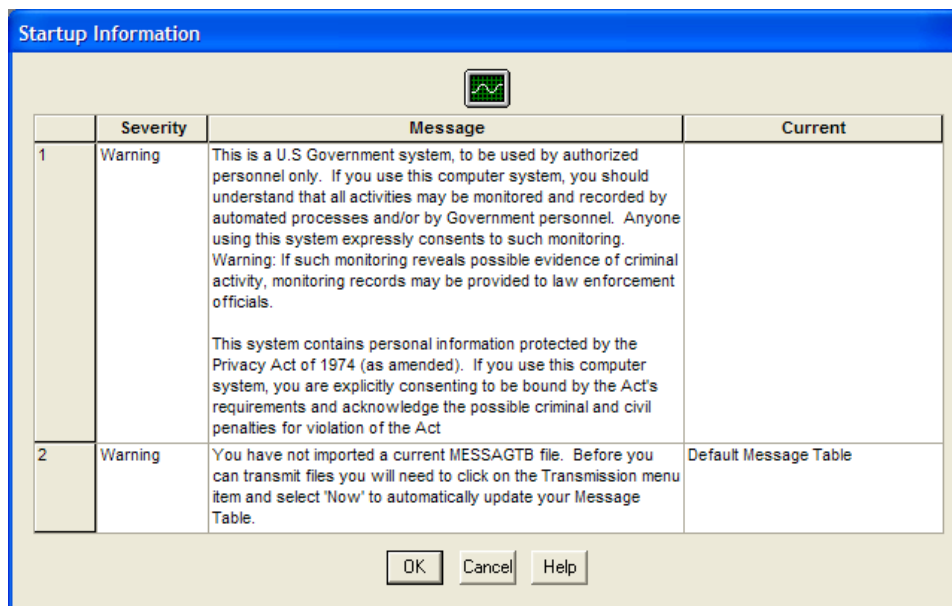 Startup Information
Severity Message Current
1 Warning This is a U.S Government system, to be used by authorized
personnel only. If you use this computer system, you should
understand that all activities may be monitored and recorded by
automated processes and/or by Government personnel. Anyone
using this system expressly consents to such monitoring.
Warning: If such monitoring reveals possible evidence of criminal
activity, monitoring records may be provided to law enforcement
officials.
This system contains personal information protected by the
Privacy Act of 1974 (as amended). If you use this computer
system, you are explicitly consenting to be bound by the Act's
requirements and acknowledge the possible criminal and civil
penalties for violation of the Act
2 Warning You have not imported a current MESSAGTB file. Before you Default Message Table
can transmit files you will need to click on the Transmission menu
item and select 'Now' to automatically update your Message
Table.
OK Cancel Help